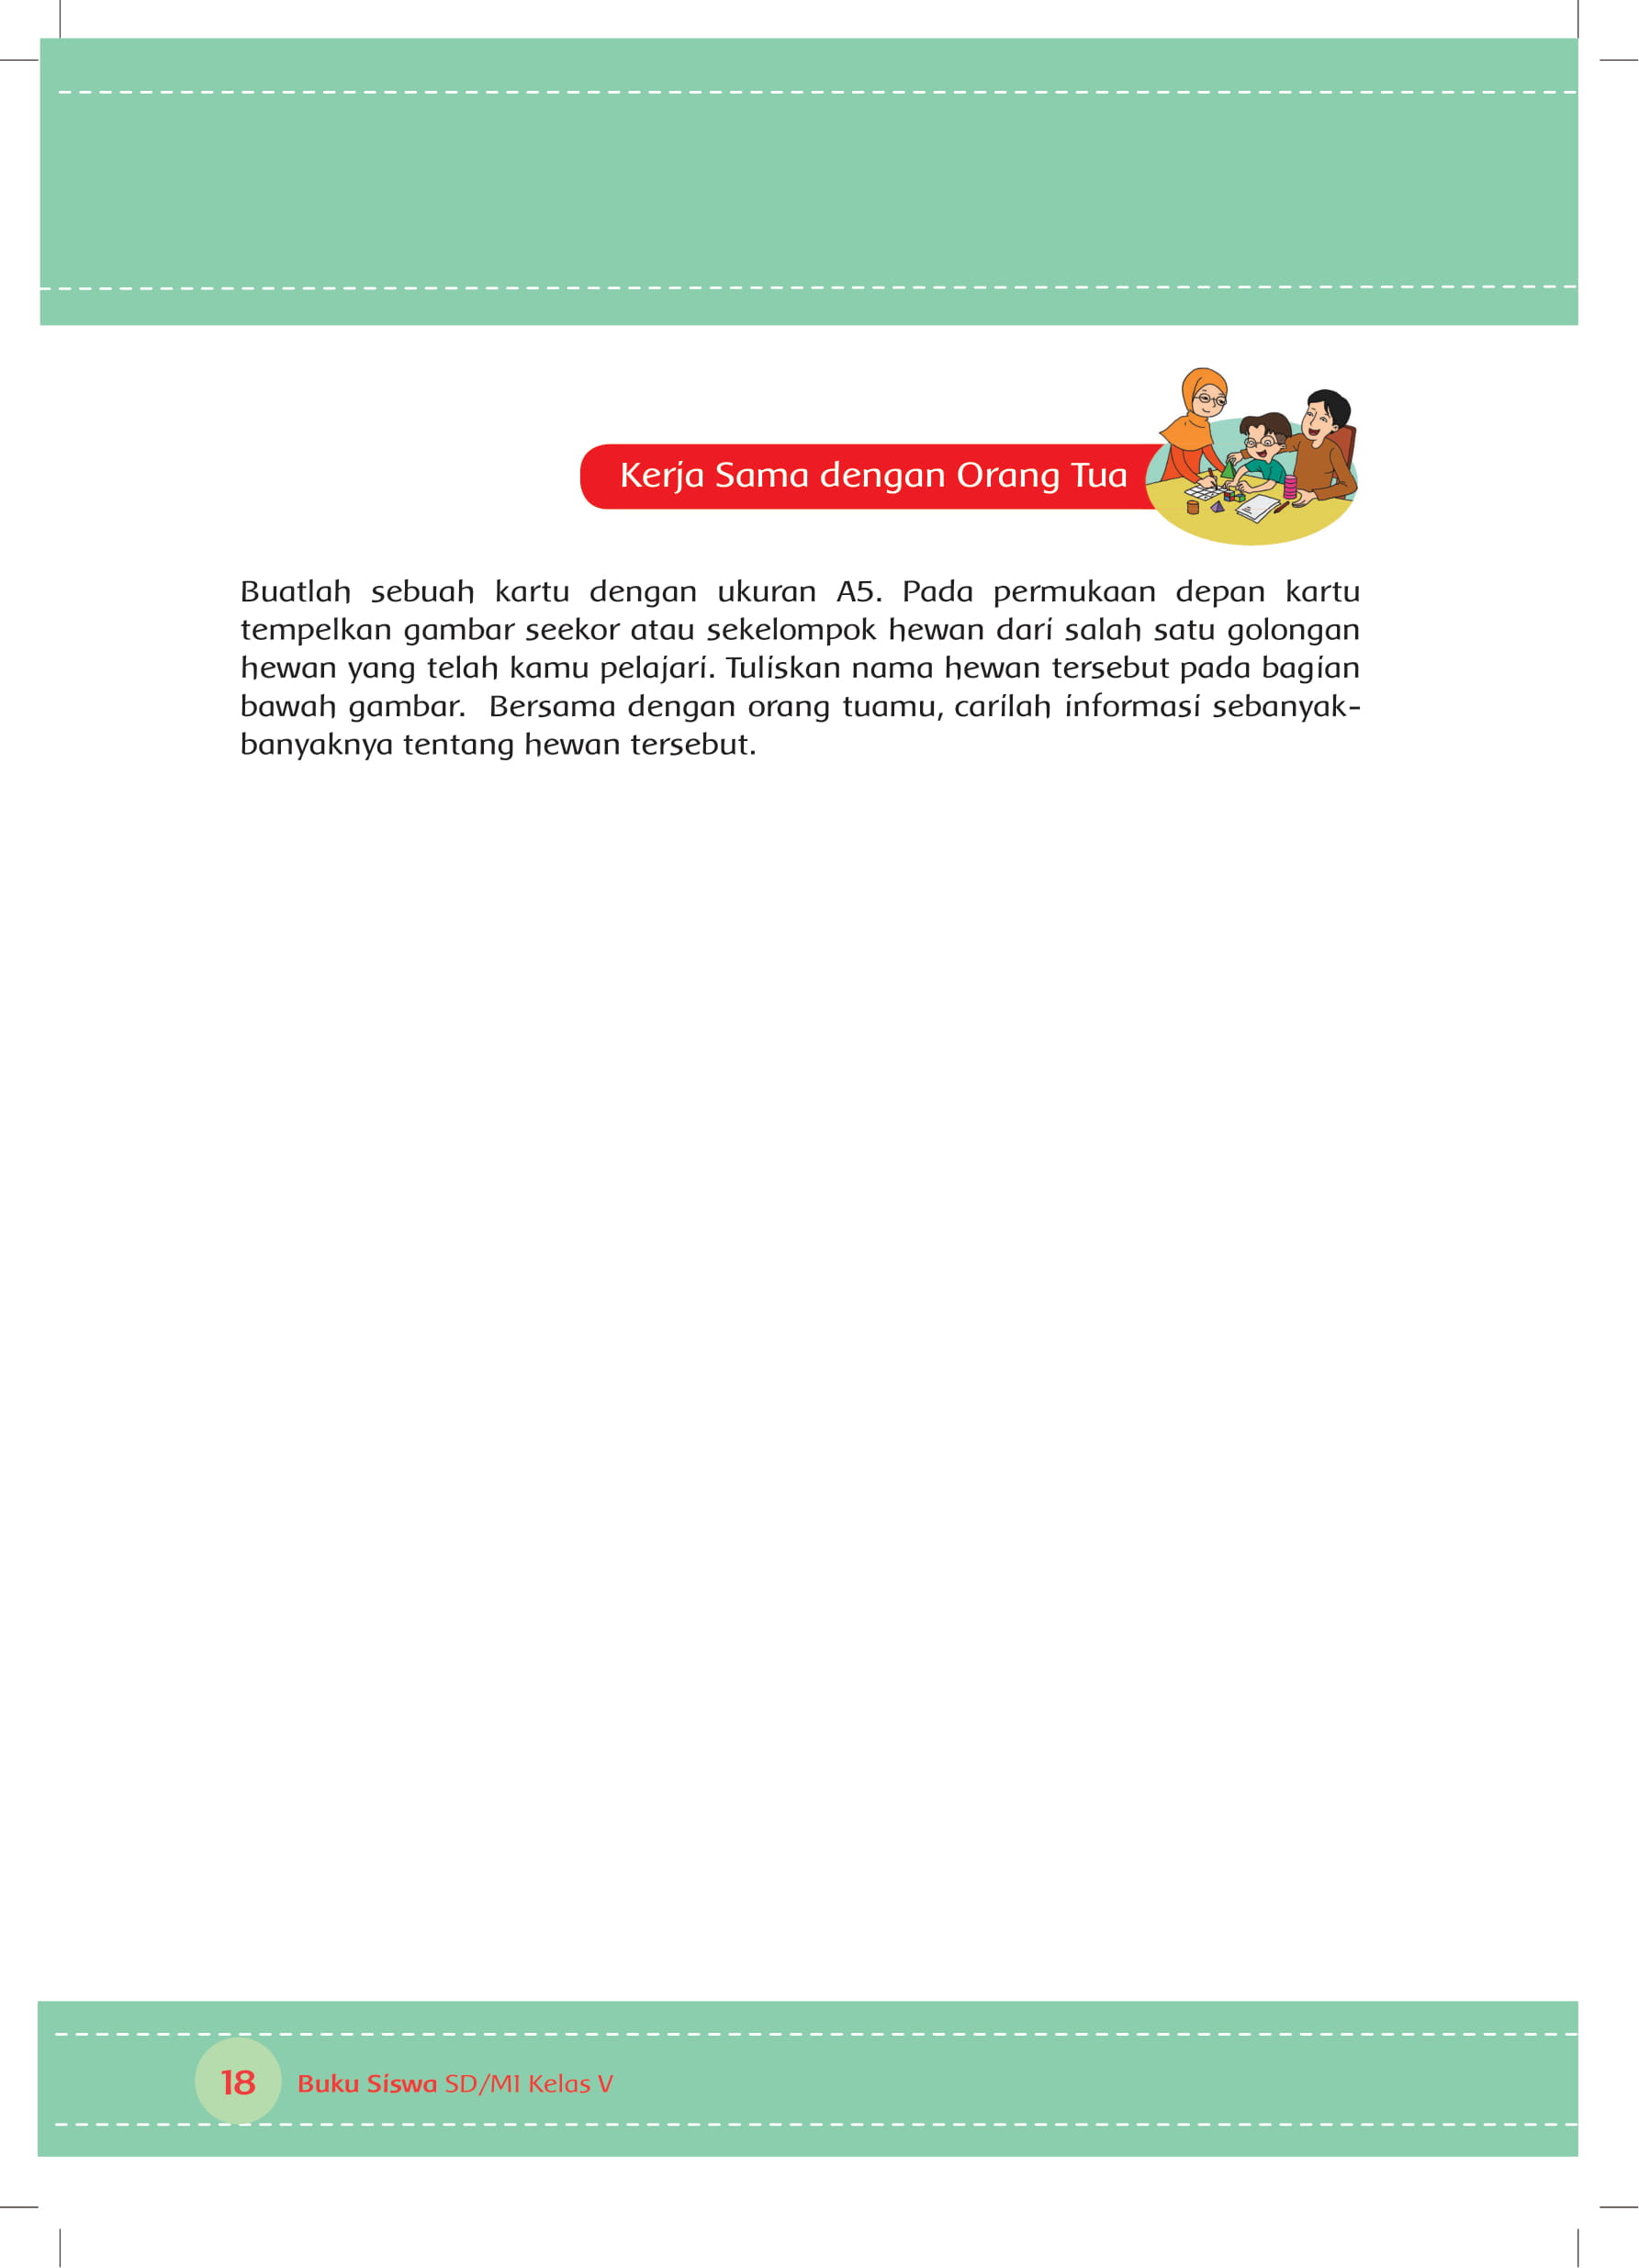 Kerja Sama dengan Orang Tua
Buatlah sebuah kartu dengan ukuran A5. Pada permukaan depan kartu
tempelkan gambar seekor atau sekelompok hewan dari salah satu golongan
hewan yang telah kamu pelajari. Tuliskan nama hewan tersebut pada bagian
bawah gambar.  Bersama dengan orang tuamu, carilah informasi sebanyak-
banyaknya tentang hewan tersebut.
18 Buku Siswa SD/MI Kelas V